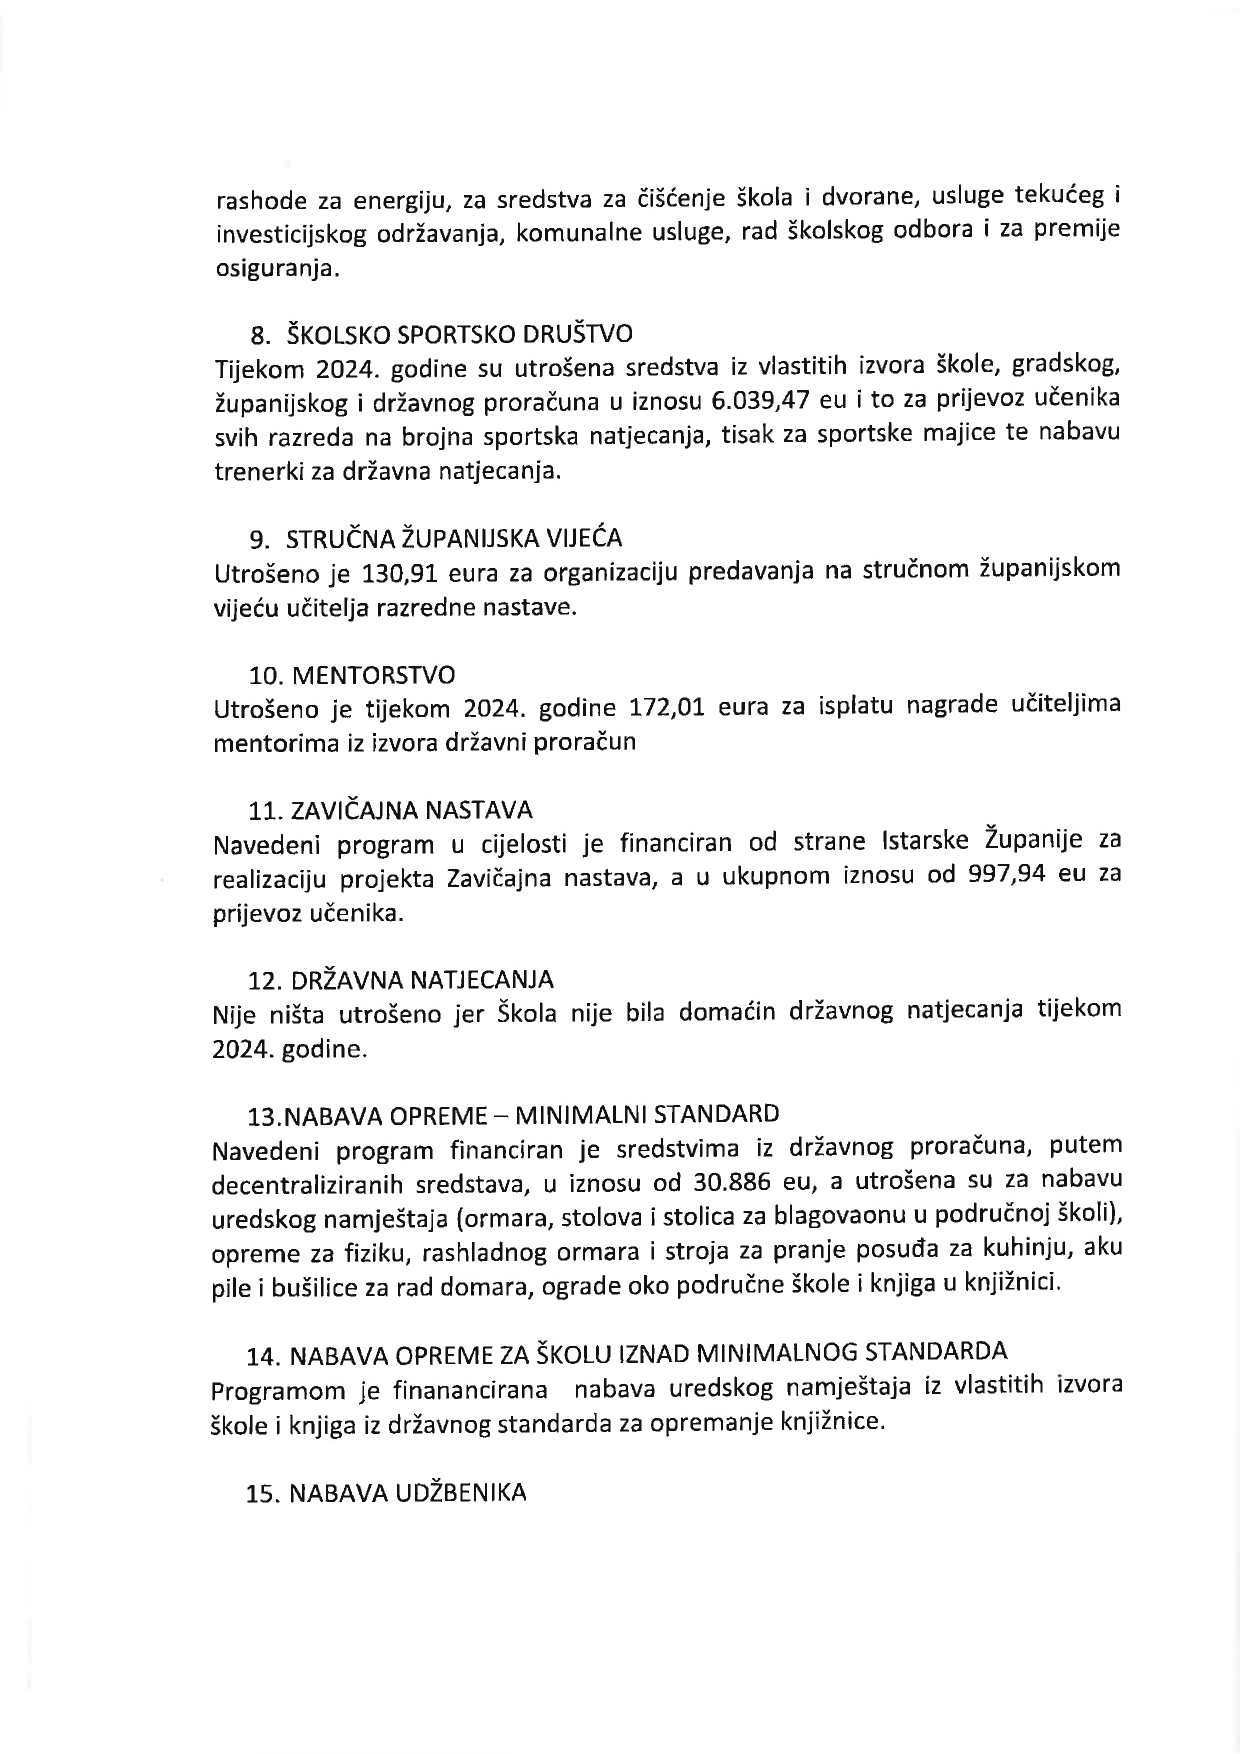 rashode za energiju, za sredstva za čišćenje škola i dvorane, usluge tekućeg i
investicijskog održavanja, komunalne usluge, rad školskog odbora i za premije
osiguranja.
8. ŠKOLSKO SPORTSKO DRUŠTVO
Tijekom 2024. godine su utrošena sredstva iz vlastitih izvora škole, gradskog,
županijskog i državnog proračuna u iznosu 6.039,47 eu i to za prijevoz učenika
svih razreda na brojna sportska natjecanja, tisak za sportske majice te nabavu
trenerki za državna natjecanja.
9. STRUČNA ŽUPANIJSKA VIJEĆA
Utrošeno je 130,91 eura za organizaciju predavanja na stručnom županijskom
vijeću učitelja razredne nastave.
10. MENTORSTVO
Utrošeno je tijekom 2024. godine 172,01 eura za isplatu nagrade učiteljima
mentorima iz izvora državni proračun
11. ZAVIČAJNA NASTAVA
Navedeni program u cijelosti je financiran od strane Istarske Županije za
realizaciju projekta Zavičajna nastava, a u ukupnom iznosu od 997,94 eu za
prijevoz učenika.
12. DRŽAVNA NATJECANJA
Nije ništa utrošeno jer Škola nije bila domaćin državnog natjecanja tijekom
2024. godine.
13.NABAVA OPREME – MINIMALNI STANDARD
Navedeni program financiran je sredstvima iz državnog proračuna, putem
decentraliziranih sredstava, u iznosu od 30.886 eu, a utrošena su za nabavu
uredskog namještaja (ormara, stolova i stolica za blagovaonu u područnoj školi),
opreme za fiziku, rashladnog ormara i stroja za pranje posuđa za kuhinju, aku
pile i bušilice za rad domara, ograde oko područne škole i knjiga u knjižnici.
14. NABAVA OPREME ZA ŠKOLU IZNAD MINIMALNOG STANDARDA
Programom je finanancirana nabava uredskog namještaja iz vlastitih izvora
škole i knjiga iz državnog standarda za opremanje knjižnice.
15. NABAVA UDŽBENIKA